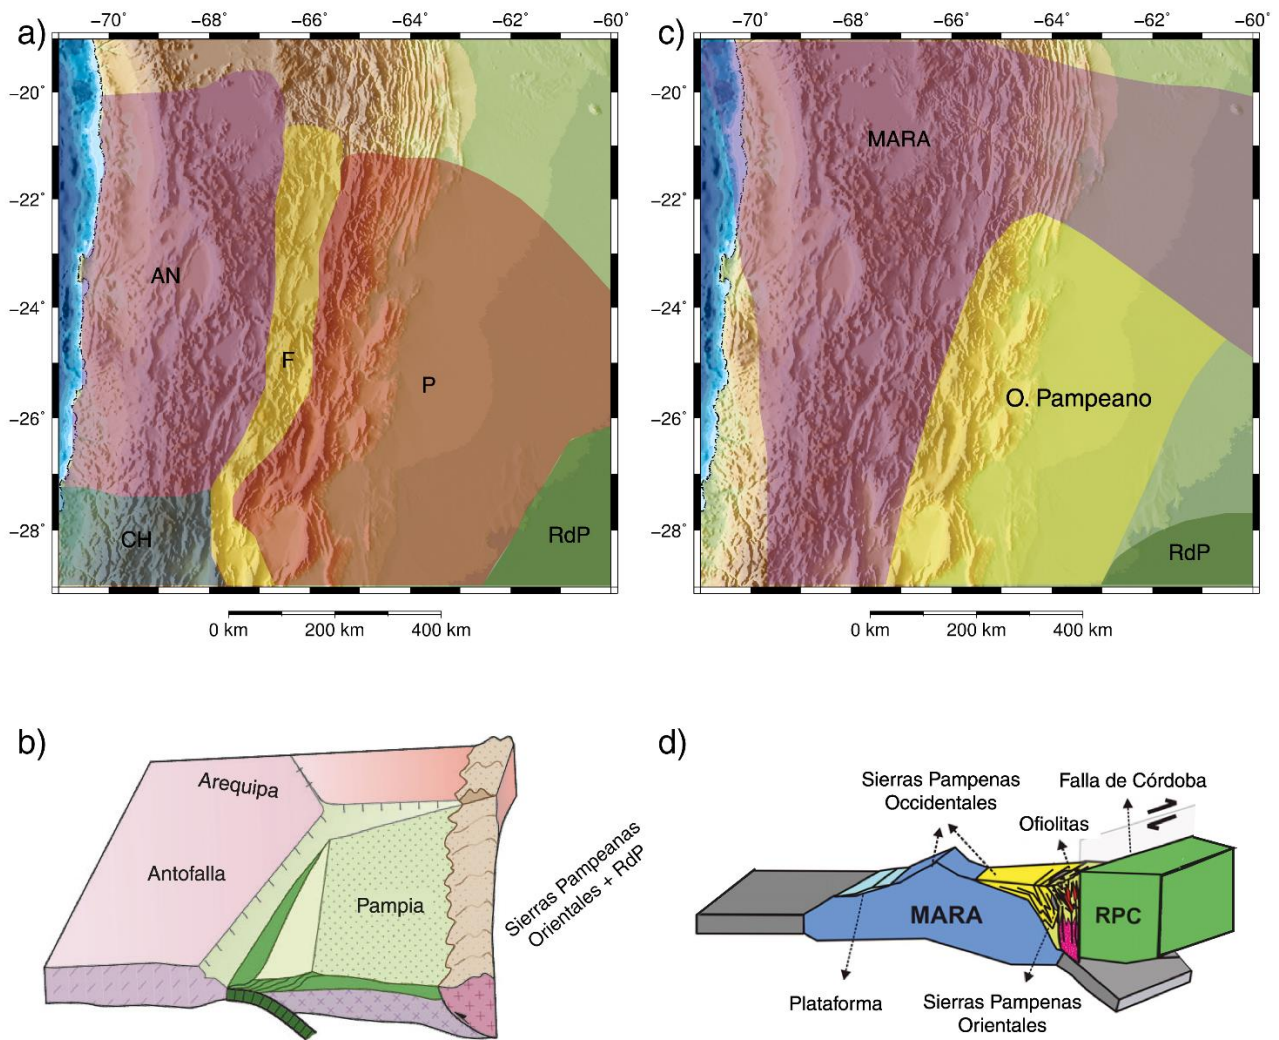 a)
−70˚ −68˚ −66˚ −64˚ −62˚ −60˚
−20˚
−22˚
−24˚
−26˚
−28˚
AN
F
P
CH
RdP
0 km 200 km 400 km
c)
−70˚ −68˚ −66˚ −64˚ −62˚ −60˚
−20˚
−22˚
−24˚
−26˚
−28˚
MARA
O. Pampeano
RdP
0 km 200 km 400 km
b)
Arequipa
Antofalla
Pampia
Sierras Pampeanas
Orientales + RdP
d)
Sierras Pampenas
Occidentales
Falla de Córdoba
Ofiolitas
MARA
RPC
Plataforma
Sierras Pampenas
Orientales